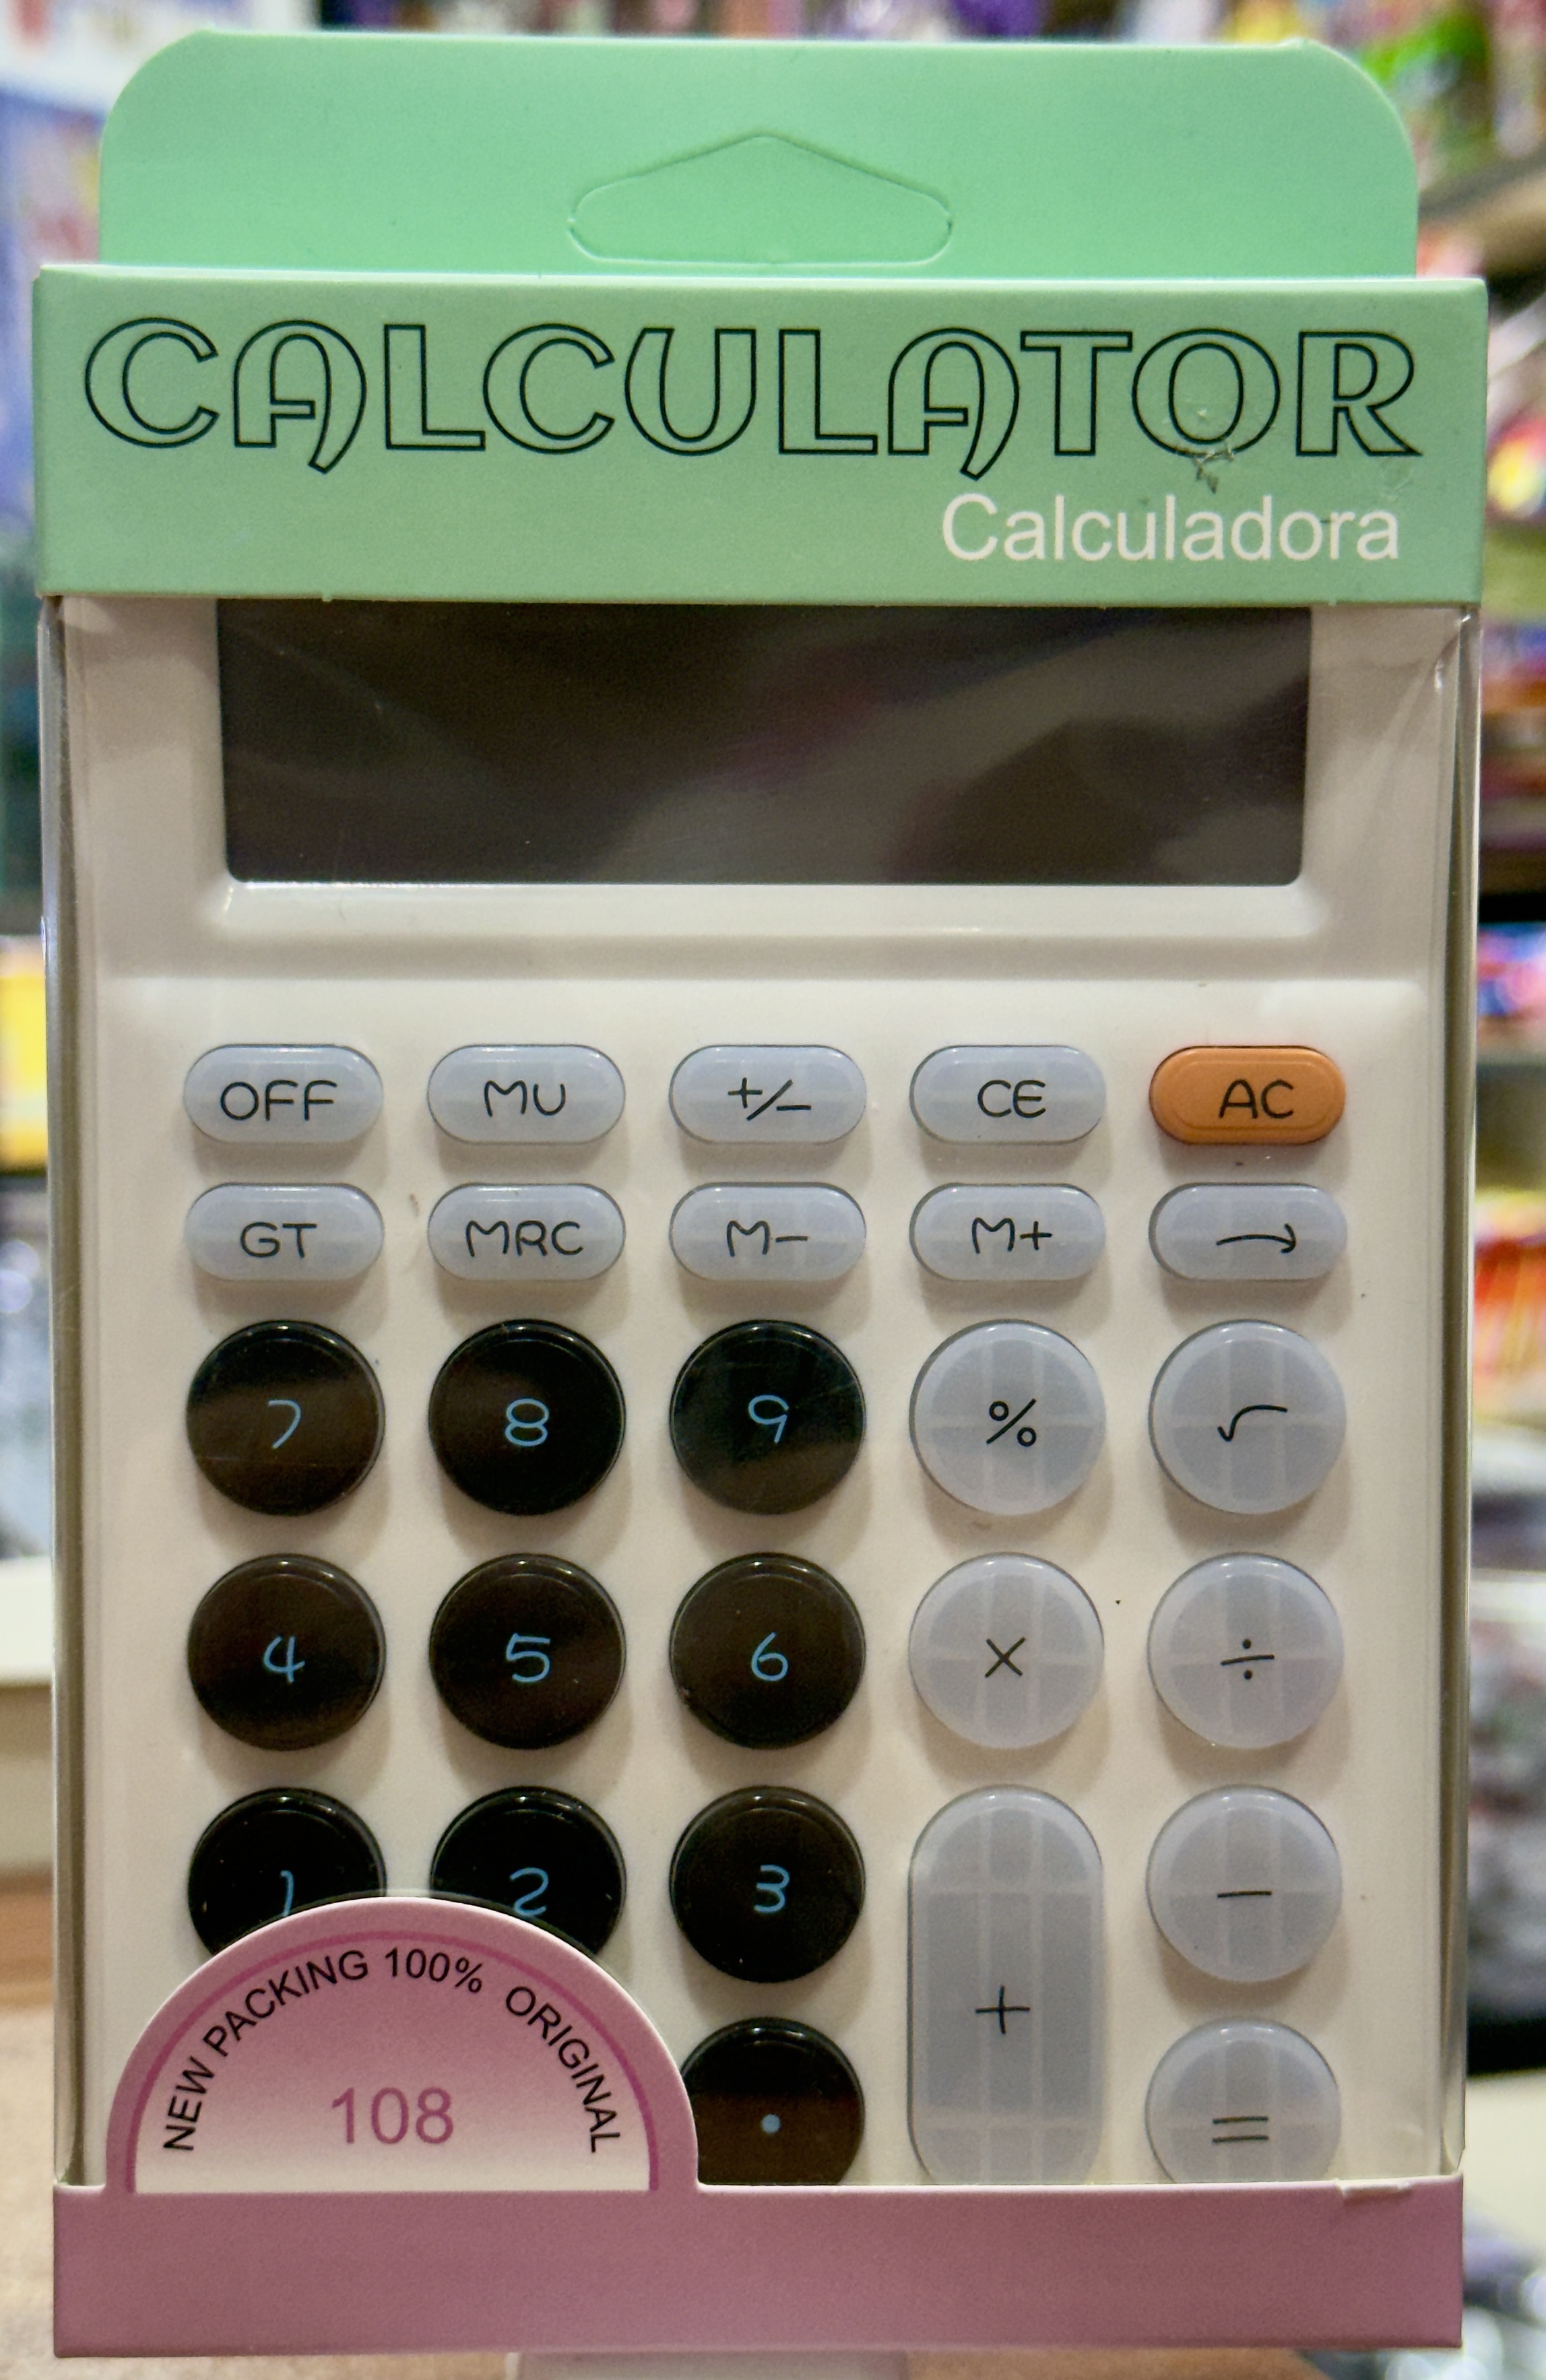 CALCULATOR
Calculadora
OFF MU +/− CE AC
GT MRC M− M+ →
7 8 9 % √
4 5 6 × ÷
1 2 3 −
+
. =
NEW PACKING 100% ORIGINAL
108